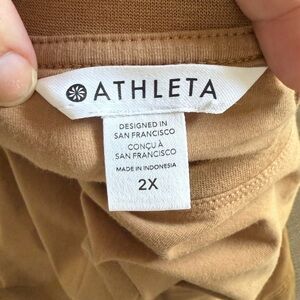 ATHLETA
DESIGNED IN
SAN FRANCISCO
CONÇU À
SAN FRANCISCO
MADE IN INDONESIA
2X